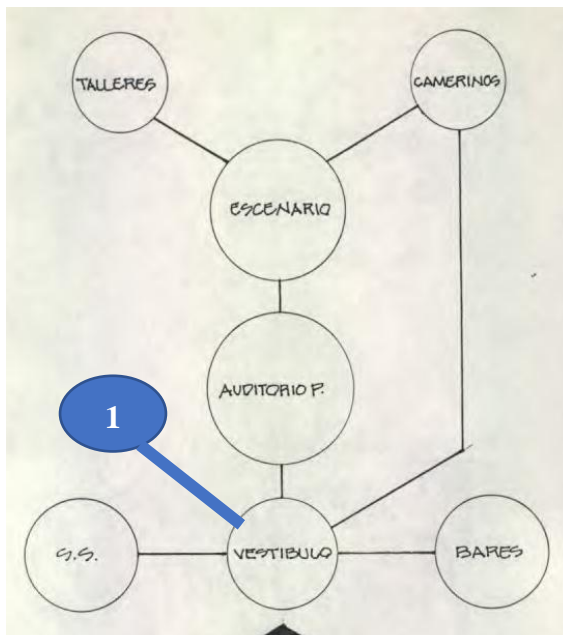 TALLERES
CAMERINOS
ESCENARIO
AUDITORIO P.
1
S.S.
VESTIBULO
BARES